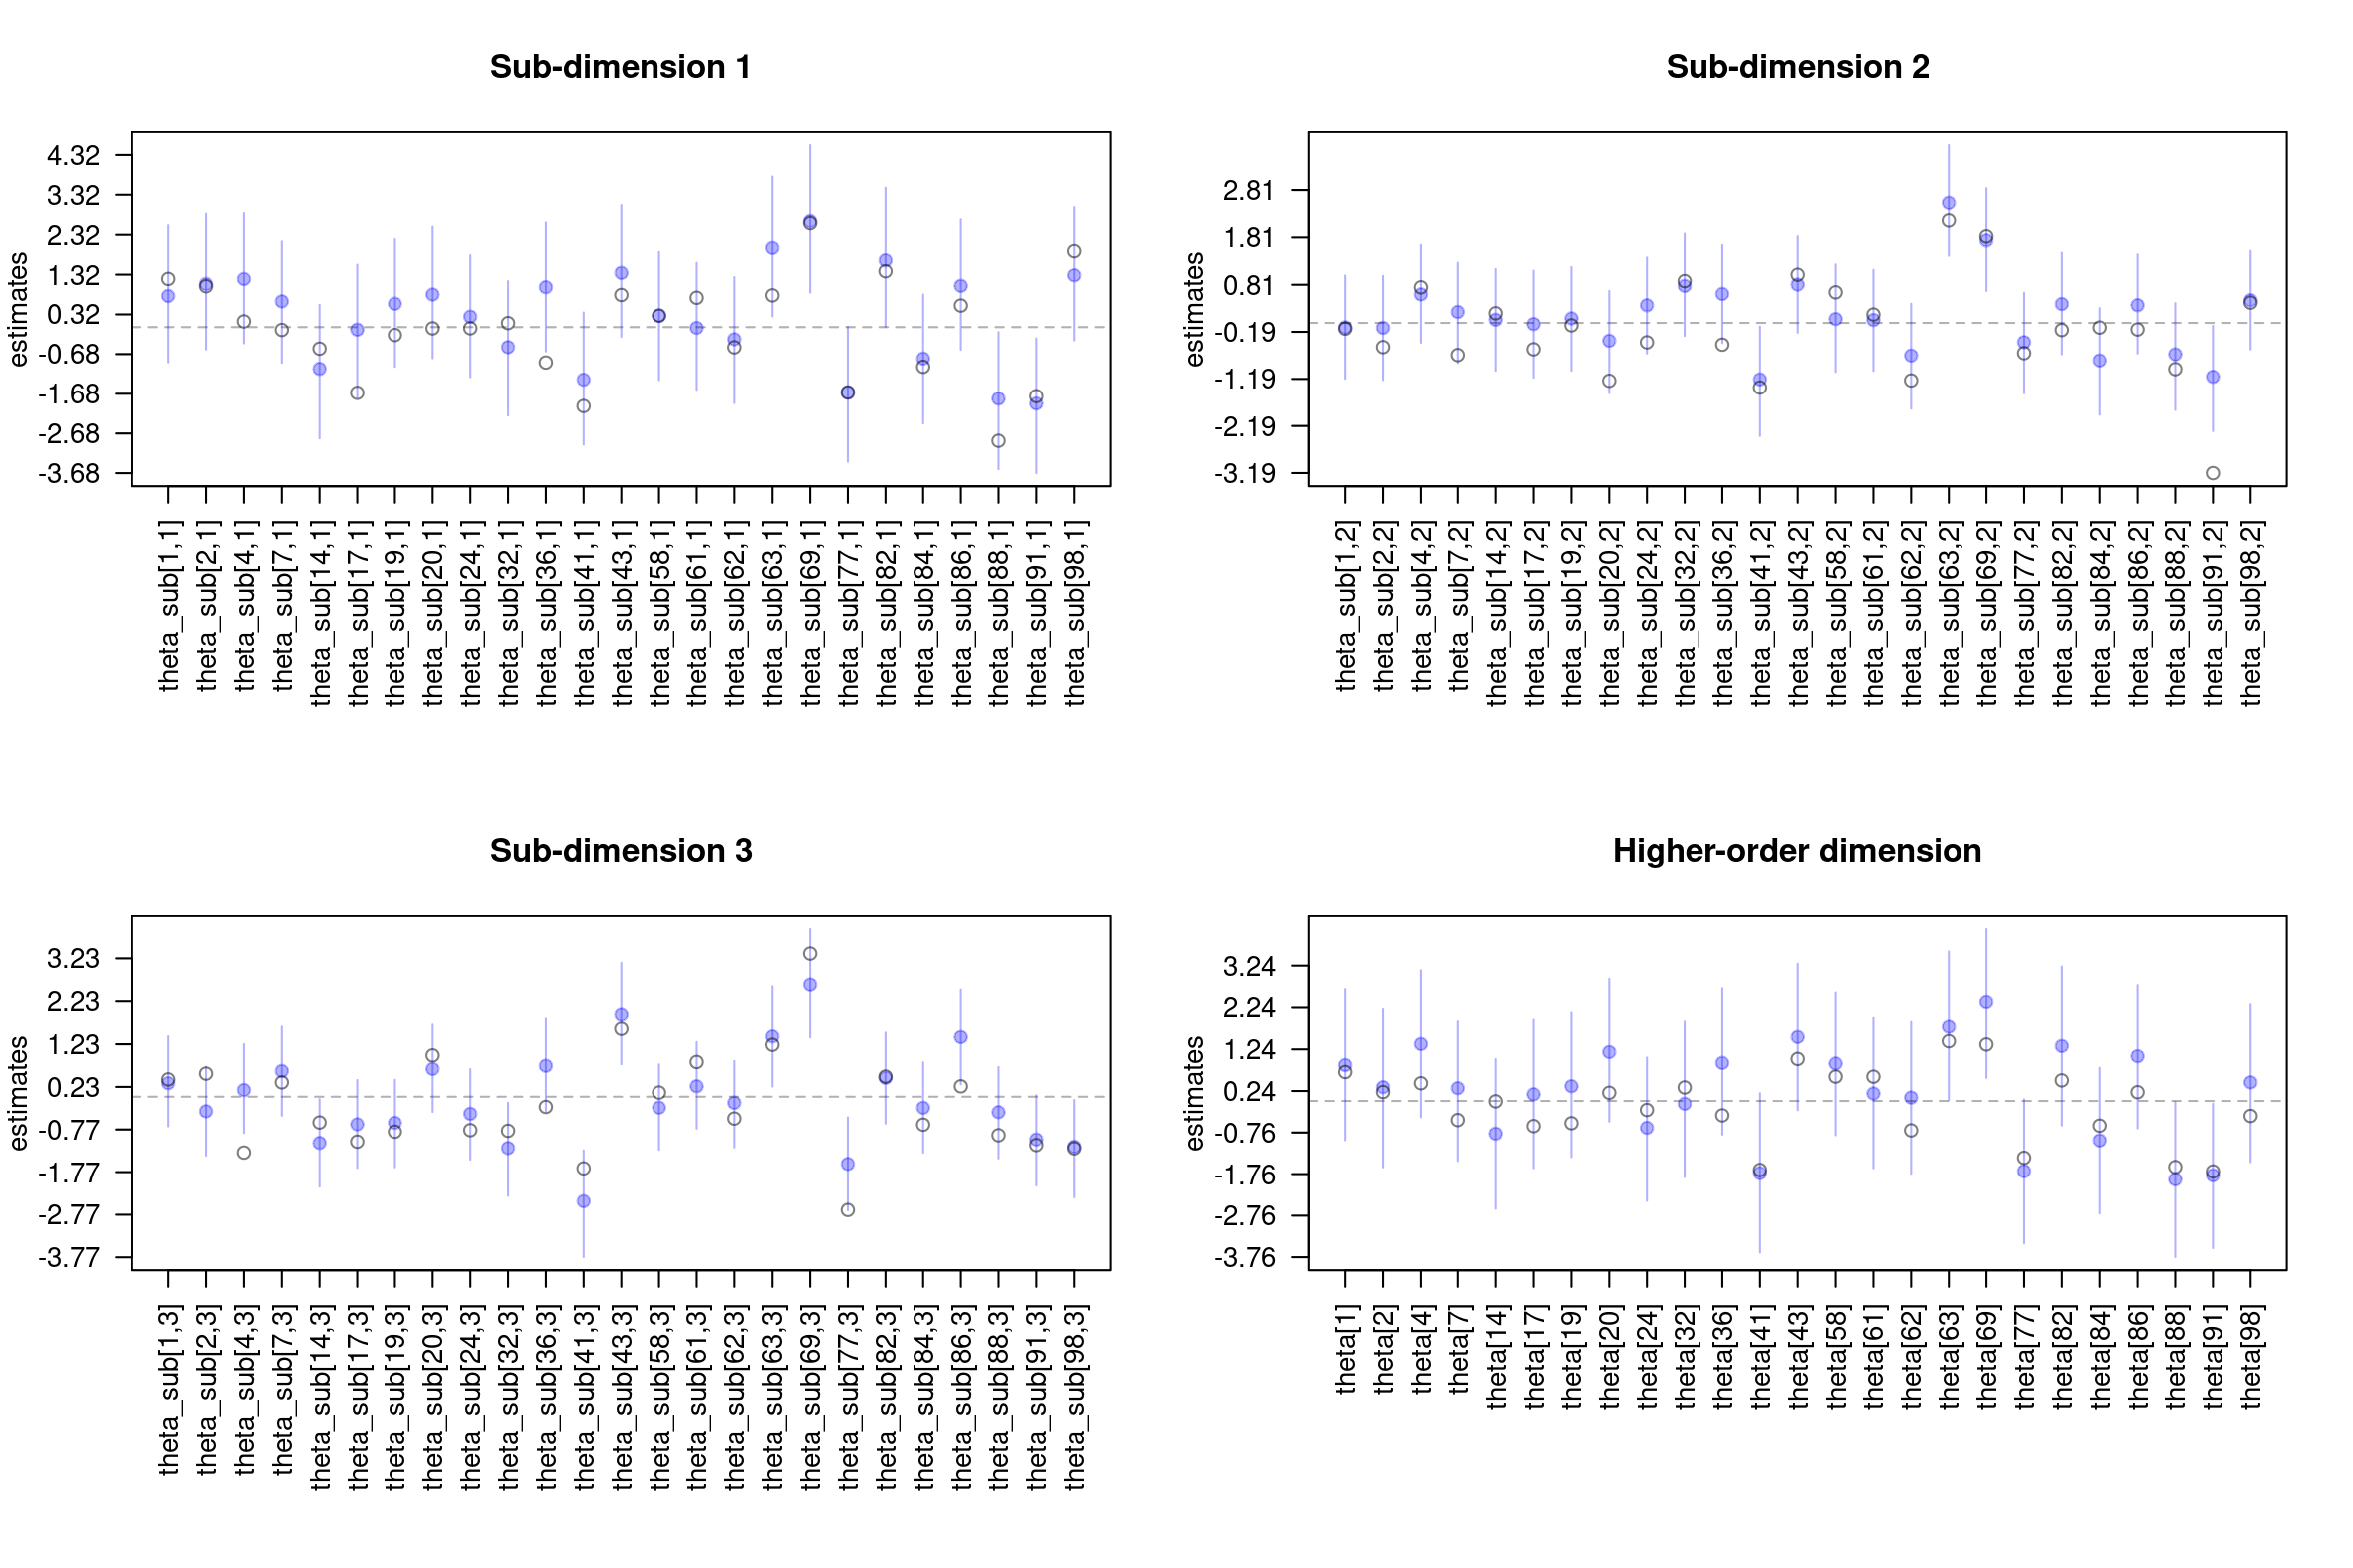 Sub-dimension 1
estimates
4.32
3.32
2.32
1.32
0.32
-0.68
-1.68
-2.68
-3.68
theta_sub[1,1]
theta_sub[2,1]
theta_sub[4,1]
theta_sub[7,1]
theta_sub[14,1]
theta_sub[17,1]
theta_sub[19,1]
theta_sub[20,1]
theta_sub[24,1]
theta_sub[32,1]
theta_sub[36,1]
theta_sub[41,1]
theta_sub[43,1]
theta_sub[58,1]
theta_sub[61,1]
theta_sub[62,1]
theta_sub[63,1]
theta_sub[69,1]
theta_sub[77,1]
theta_sub[82,1]
theta_sub[84,1]
theta_sub[86,1]
theta_sub[88,1]
theta_sub[91,1]
theta_sub[98,1]
Sub-dimension 2
estimates
2.81
1.81
0.81
-0.19
-1.19
-2.19
-3.19
theta_sub[1,2]
theta_sub[2,2]
theta_sub[4,2]
theta_sub[7,2]
theta_sub[14,2]
theta_sub[17,2]
theta_sub[19,2]
theta_sub[20,2]
theta_sub[24,2]
theta_sub[32,2]
theta_sub[36,2]
theta_sub[41,2]
theta_sub[43,2]
theta_sub[58,2]
theta_sub[61,2]
theta_sub[62,2]
theta_sub[63,2]
theta_sub[69,2]
theta_sub[77,2]
theta_sub[82,2]
theta_sub[84,2]
theta_sub[86,2]
theta_sub[88,2]
theta_sub[91,2]
theta_sub[98,2]
Sub-dimension 3
estimates
3.23
2.23
1.23
0.23
-0.77
-1.77
-2.77
-3.77
theta_sub[1,3]
theta_sub[2,3]
theta_sub[4,3]
theta_sub[7,3]
theta_sub[14,3]
theta_sub[17,3]
theta_sub[19,3]
theta_sub[20,3]
theta_sub[24,3]
theta_sub[32,3]
theta_sub[36,3]
theta_sub[41,3]
theta_sub[43,3]
theta_sub[58,3]
theta_sub[61,3]
theta_sub[62,3]
theta_sub[63,3]
theta_sub[69,3]
theta_sub[77,3]
theta_sub[82,3]
theta_sub[84,3]
theta_sub[86,3]
theta_sub[88,3]
theta_sub[91,3]
theta_sub[98,3]
Higher-order dimension
estimates
3.24
2.24
1.24
0.24
-0.76
-1.76
-2.76
-3.76
theta[1]
theta[2]
theta[4]
theta[7]
theta[14]
theta[17]
theta[19]
theta[20]
theta[24]
theta[32]
theta[36]
theta[41]
theta[43]
theta[58]
theta[61]
theta[62]
theta[63]
theta[69]
theta[77]
theta[82]
theta[84]
theta[86]
theta[88]
theta[91]
theta[98]